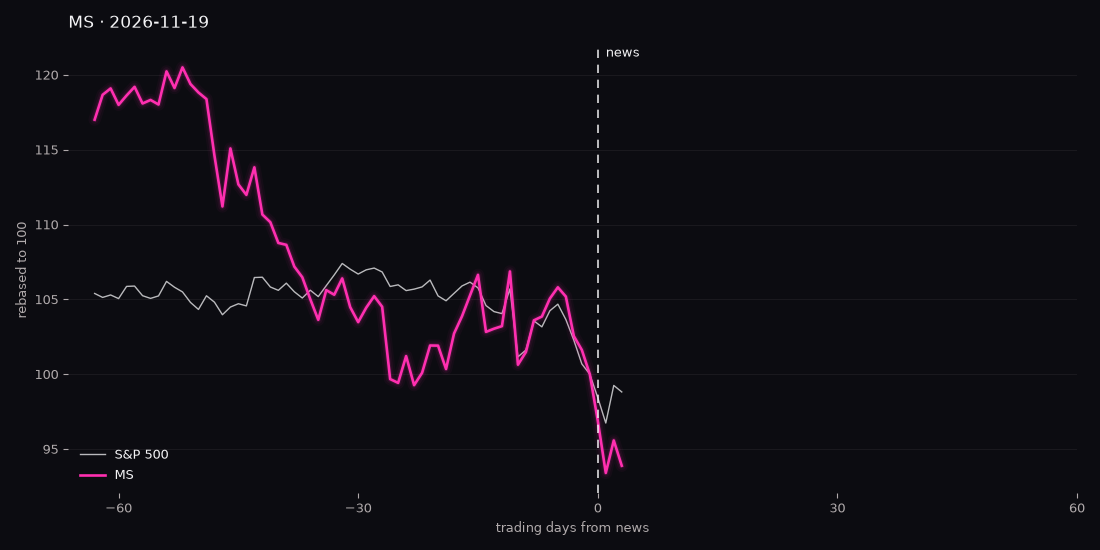 MS · 2026-11-19
news
120
115
110
105
100
95
rebased to 100
S&P 500
MS
−60
−30
0
30
60
trading days from news